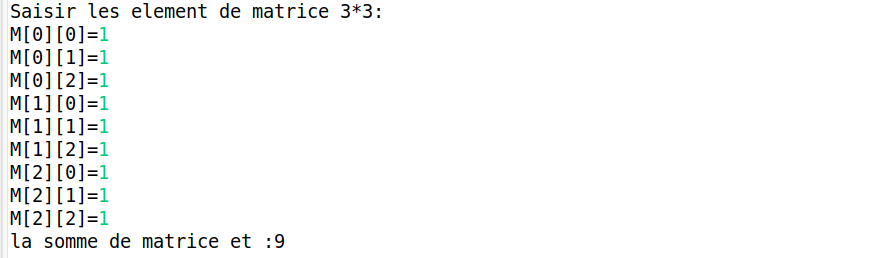 Saisir les element de matrice 3*3:
M[0][0]=1
M[0][1]=1
M[0][2]=1
M[1][0]=1
M[1][1]=1
M[1][2]=1
M[2][0]=1
M[2][1]=1
M[2][2]=1
la somme de matrice et :9